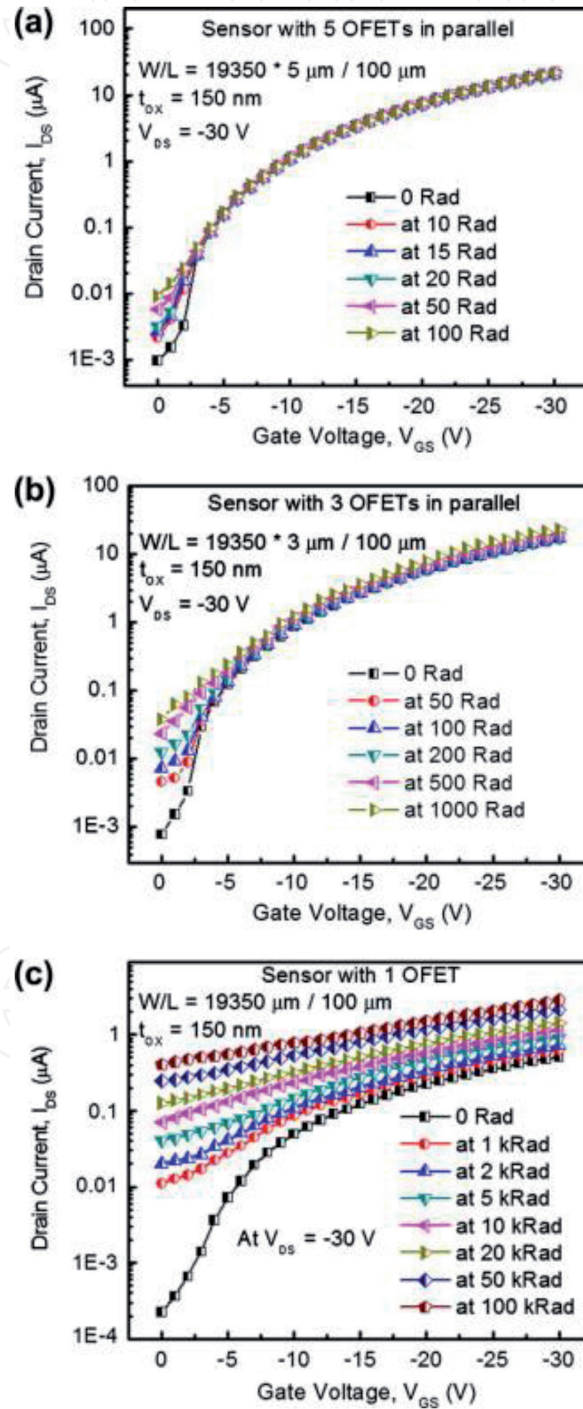 (a)
Sensor with 5 OFETs in parallel
W/L = 19350 * 5 μm / 100 μm
t_ox = 150 nm
V_DS = -30 V
0 Rad
at 10 Rad
at 15 Rad
at 20 Rad
at 50 Rad
at 100 Rad
100
10
1
0.1
0.01
1E-3
Drain Current, I_DS (μA)
0 -5 -10 -15 -20 -25 -30
Gate Voltage, V_GS (V)
(b)
Sensor with 3 OFETs in parallel
W/L = 19350 * 3 μm / 100 μm
t_ox = 150 nm
V_DS = -30 V
0 Rad
at 50 Rad
at 100 Rad
at 200 Rad
at 500 Rad
at 1000 Rad
100
10
1
0.1
0.01
1E-3
Drain Current, I_DS (μA)
0 -5 -10 -15 -20 -25 -30
Gate Voltage, V_GS (V)
(c)
Sensor with 1 OFET
W/L = 19350 μm / 100 μm
t_ox = 150 nm
0 Rad
at 1 kRad
at 2 kRad
at 5 kRad
at 10 kRad
at 20 kRad
at 50 kRad
at 100 kRad
At V_DS = -30 V
1
0.1
0.01
1E-3
1E-4
Drain Current, I_DS (μA)
0 -5 -10 -15 -20 -25 -30
Gate Voltage, V_GS (V)